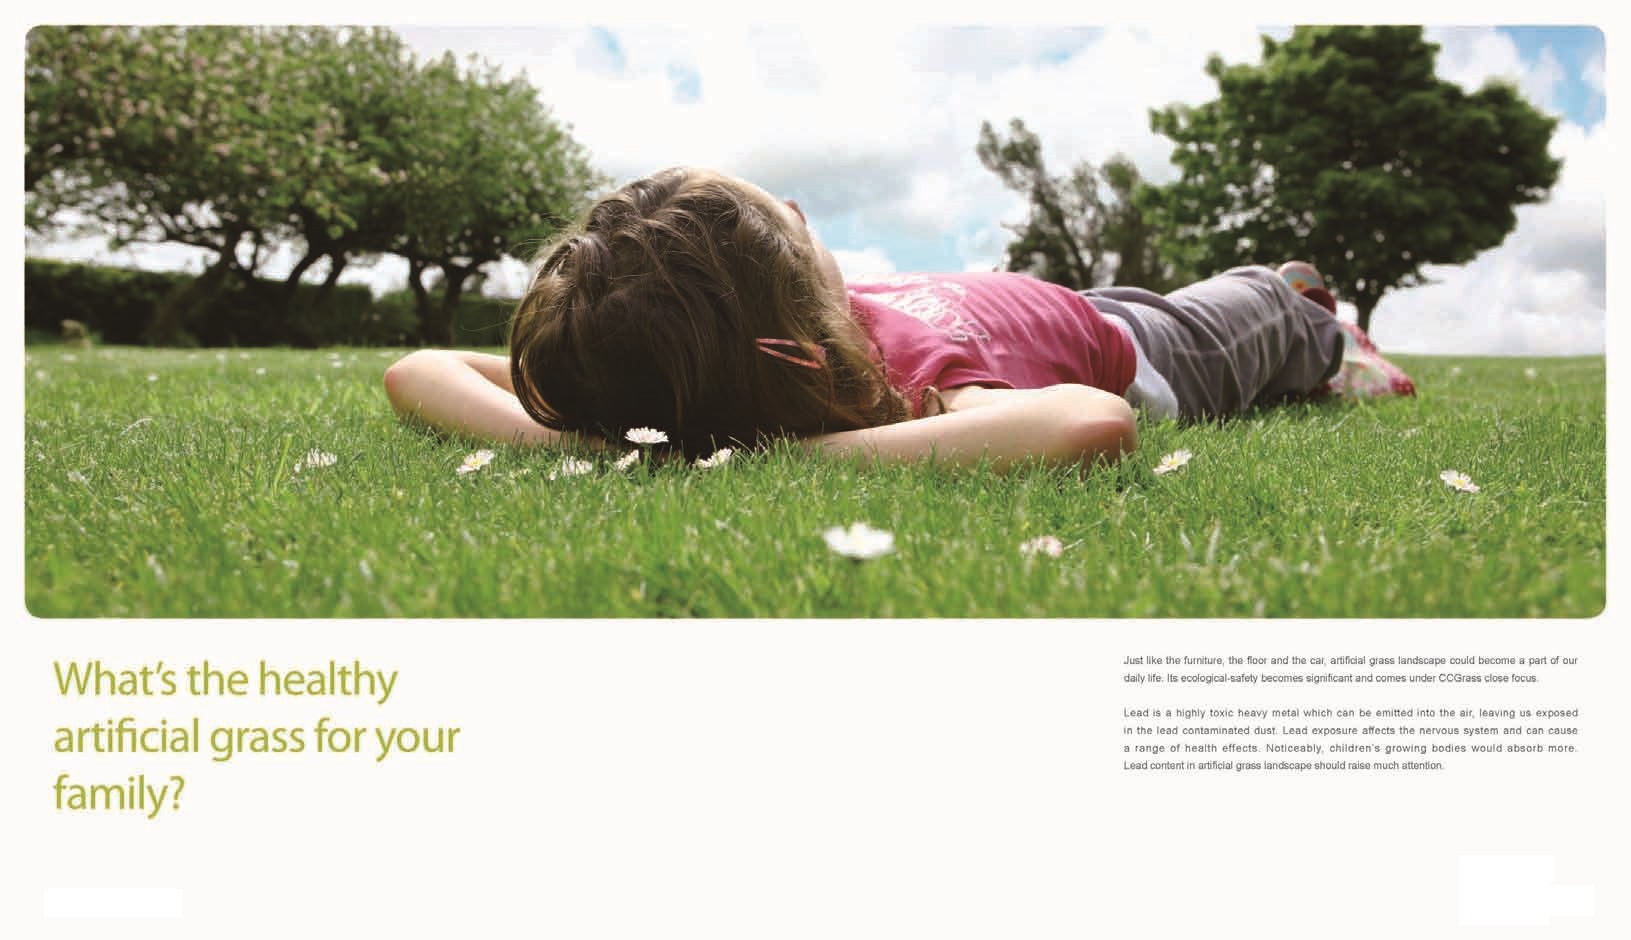 What's the healthy
artificial grass for your
family?
Just like the furniture, the floor and the car, artificial grass landscape could become a part of our
daily life. Its ecological-safety becomes significant and comes under CCGrass close focus.
Lead is a highly toxic heavy metal which can be emitted into the air, leaving us exposed
in the lead contaminated dust. Lead exposure affects the nervous system and can cause
a range of health effects. Noticeably, children's growing bodies would absorb more.
Lead content in artificial grass landscape should raise much attention.